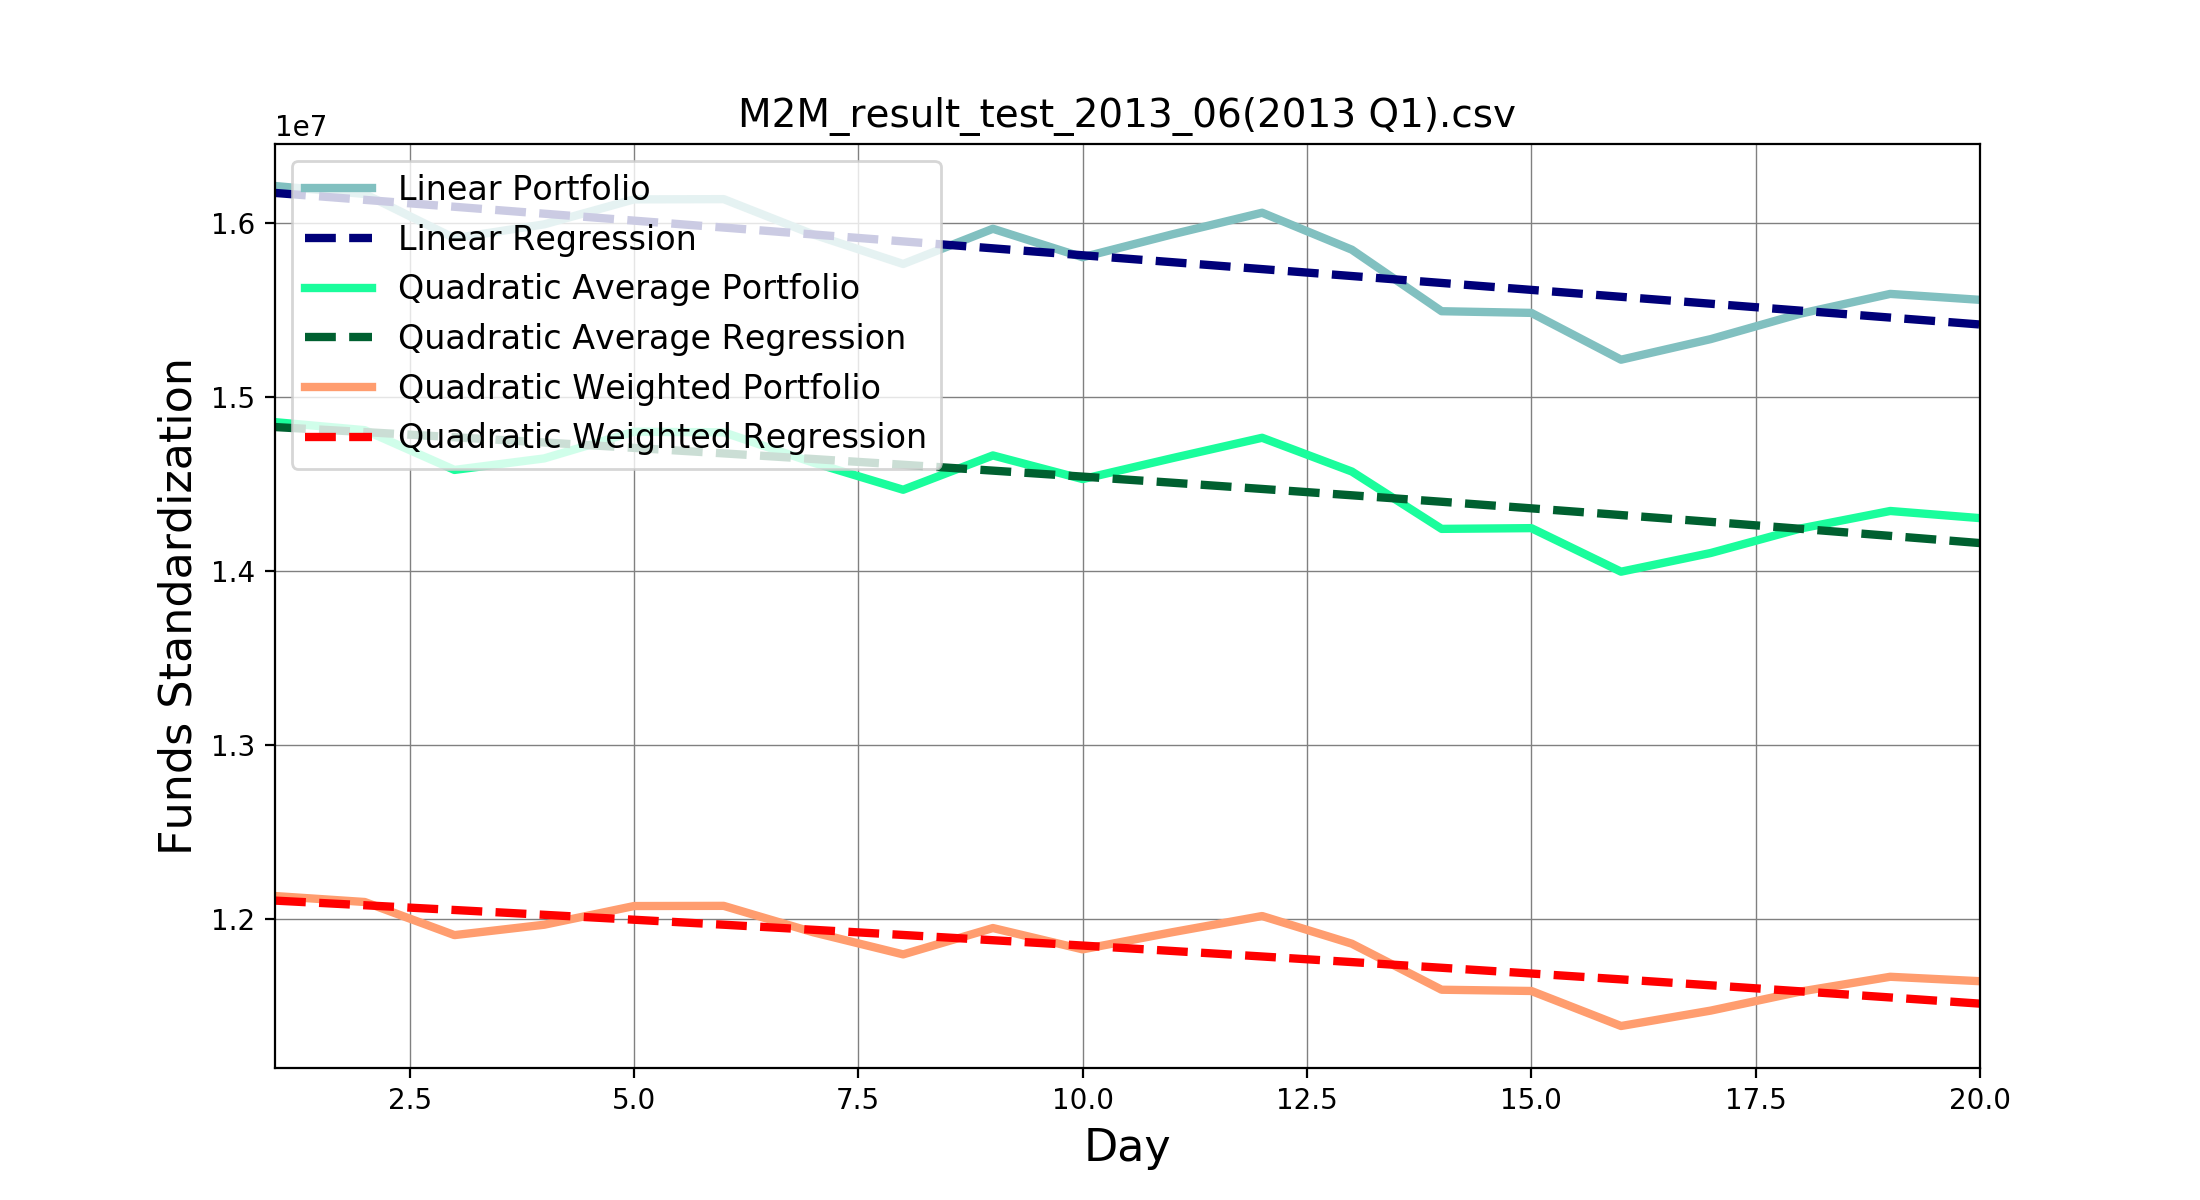 M2M_result_test_2013_06(2013 Q1).csv
1e7
Linear Portfolio
Linear Regression
Quadratic Average Portfolio
Quadratic Average Regression
Quadratic Weighted Portfolio
Quadratic Weighted Regression
1.6
1.5
1.4
1.3
1.2
Funds Standardization
2.5 5.0 7.5 10.0 12.5 15.0 17.5 20.0
Day